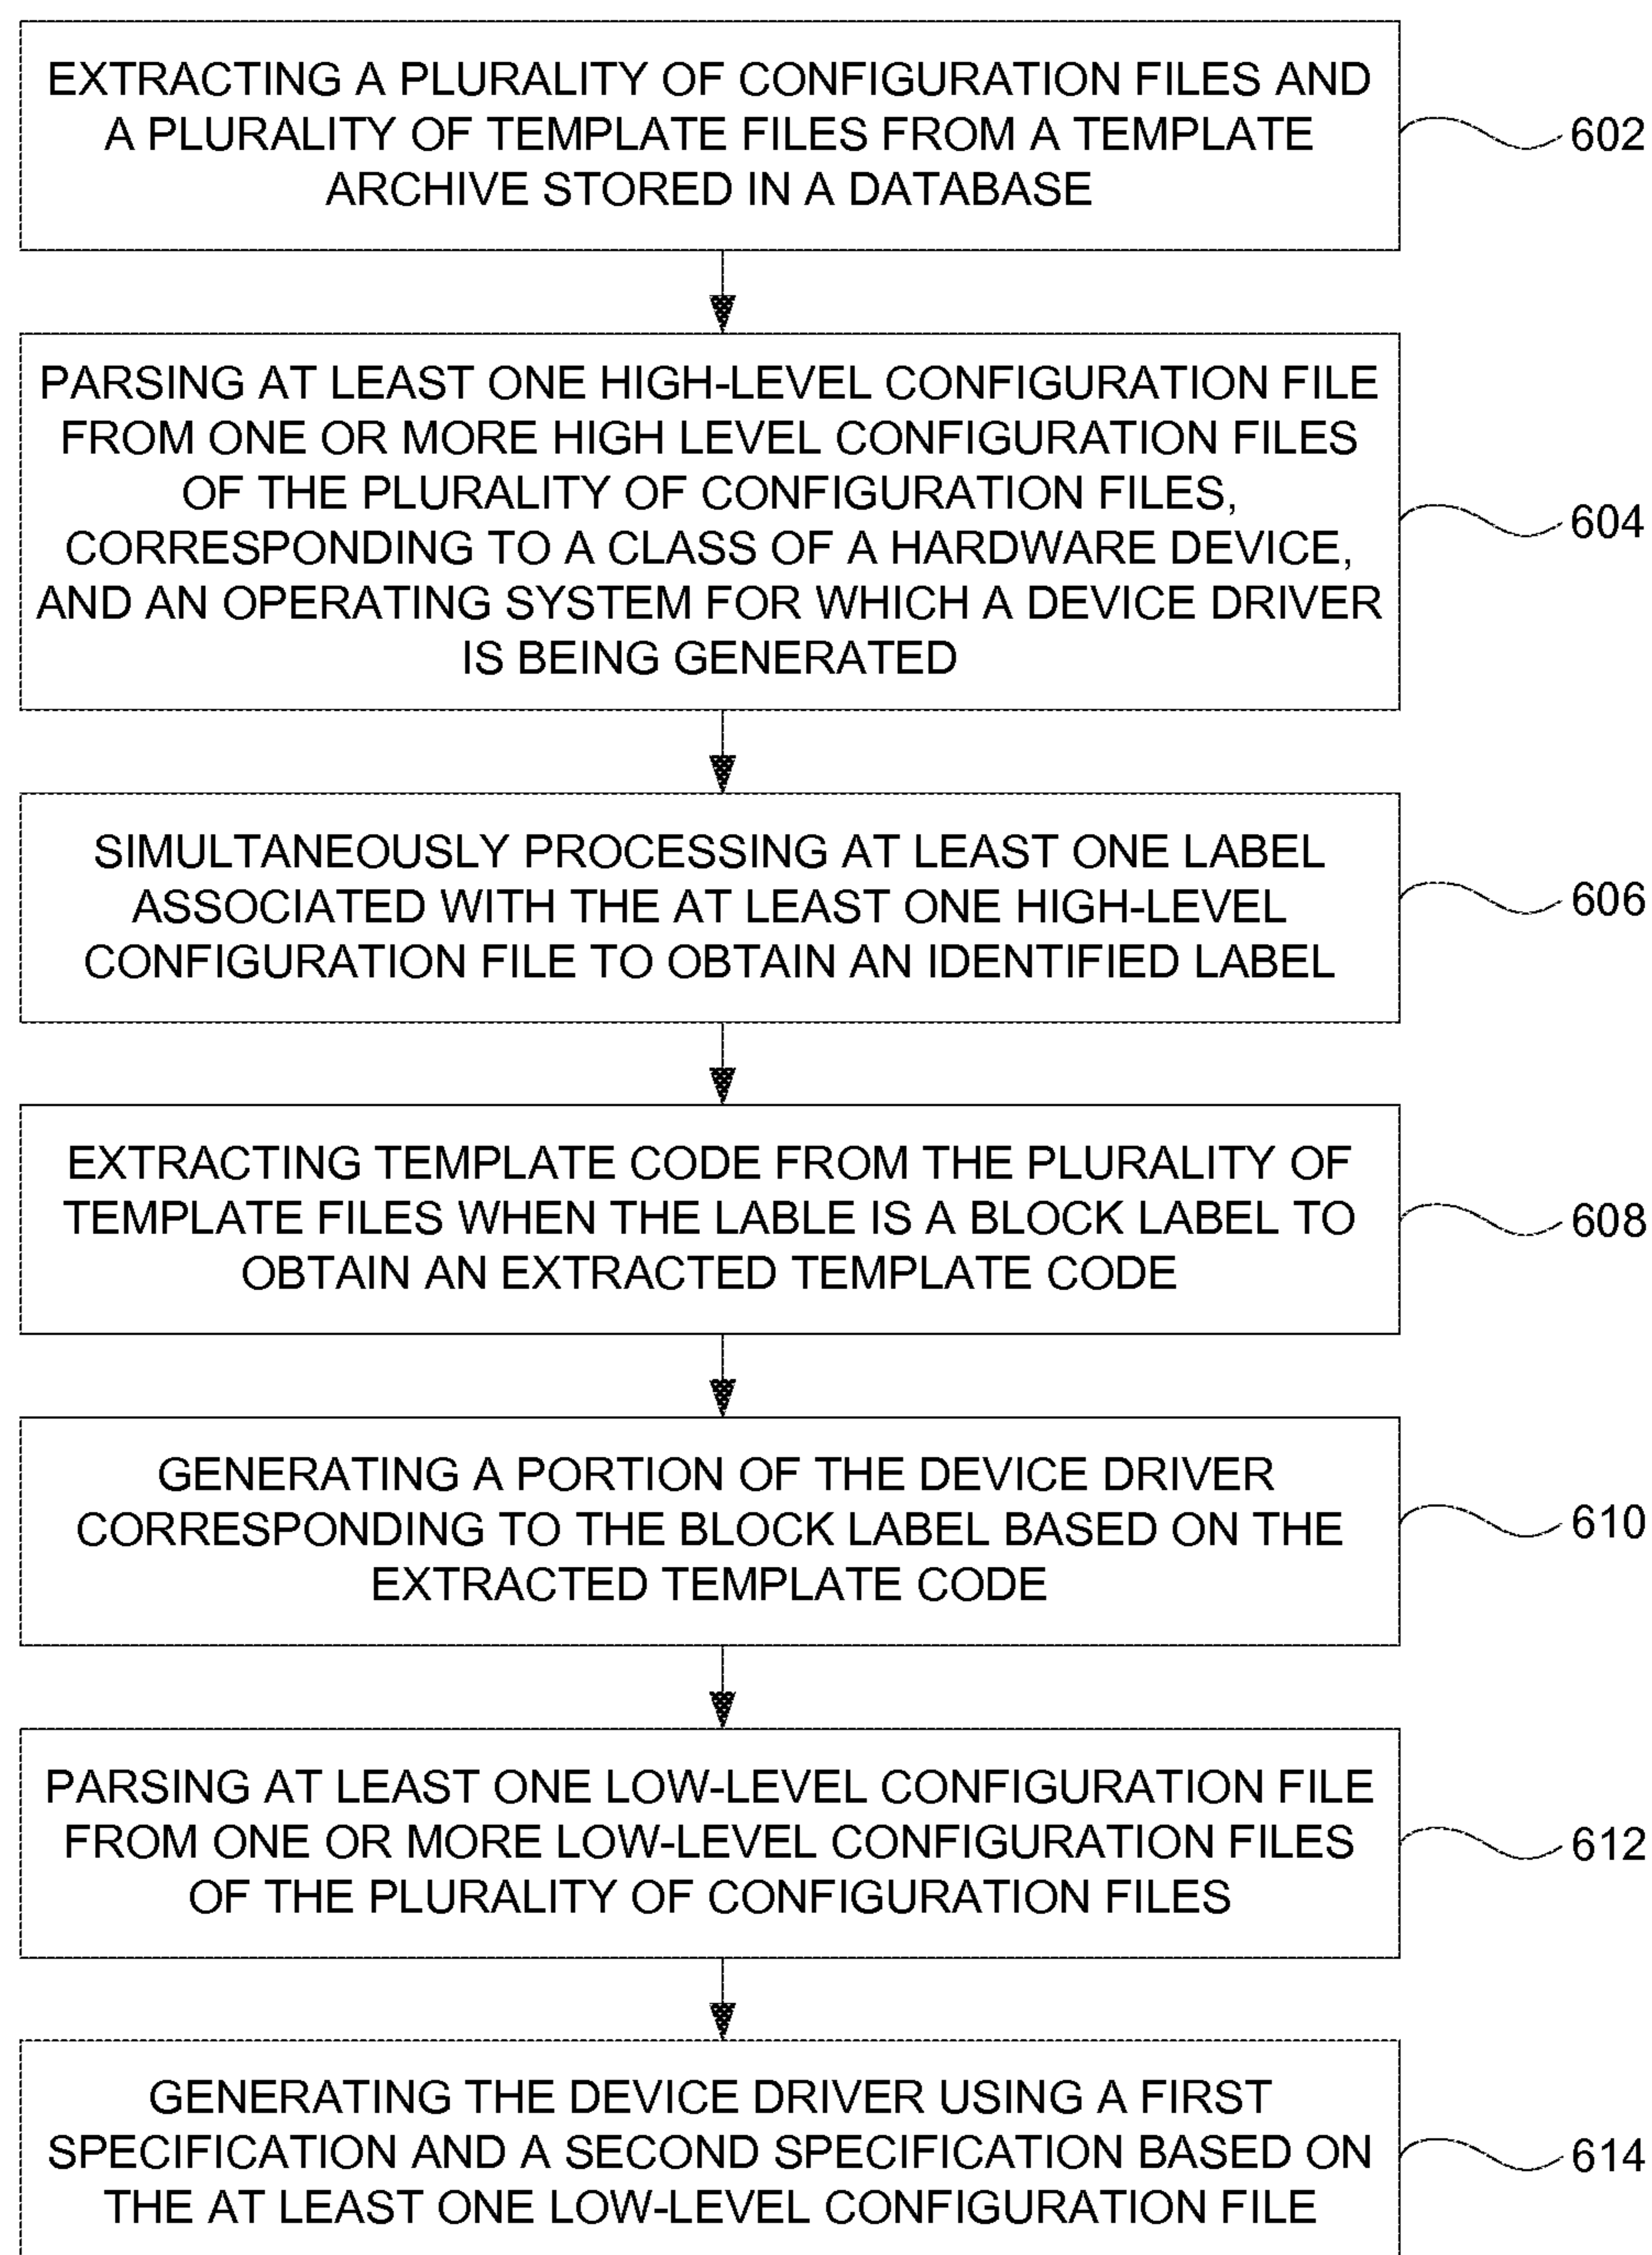 EXTRACTING A PLURALITY OF CONFIGURATION FILES AND
A PLURALITY OF TEMPLATE FILES FROM A TEMPLATE
ARCHIVE STORED IN A DATABASE
602
PARSING AT LEAST ONE HIGH-LEVEL CONFIGURATION FILE
FROM ONE OR MORE HIGH LEVEL CONFIGURATION FILES
OF THE PLURALITY OF CONFIGURATION FILES,
CORRESPONDING TO A CLASS OF A HARDWARE DEVICE,
AND AN OPERATING SYSTEM FOR WHICH A DEVICE DRIVER
IS BEING GENERATED
604
SIMULTANEOUSLY PROCESSING AT LEAST ONE LABEL
ASSOCIATED WITH THE AT LEAST ONE HIGH-LEVEL
CONFIGURATION FILE TO OBTAIN AN IDENTIFIED LABEL
606
EXTRACTING TEMPLATE CODE FROM THE PLURALITY OF
TEMPLATE FILES WHEN THE LABLE IS A BLOCK LABEL TO
OBTAIN AN EXTRACTED TEMPLATE CODE
608
GENERATING A PORTION OF THE DEVICE DRIVER
CORRESPONDING TO THE BLOCK LABEL BASED ON THE
EXTRACTED TEMPLATE CODE
610
PARSING AT LEAST ONE LOW-LEVEL CONFIGURATION FILE
FROM ONE OR MORE LOW-LEVEL CONFIGURATION FILES
OF THE PLURALITY OF CONFIGURATION FILES
612
GENERATING THE DEVICE DRIVER USING A FIRST
SPECIFICATION AND A SECOND SPECIFICATION BASED ON
THE AT LEAST ONE LOW-LEVEL CONFIGURATION FILE
614